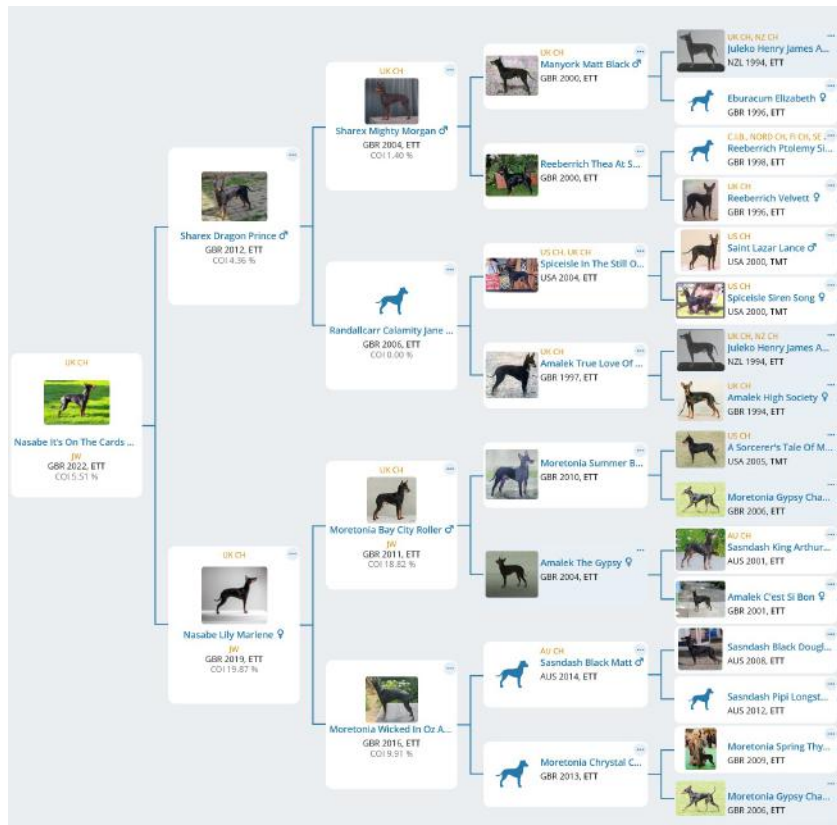 UK CH
Nasabe It's On The Cards ...
JW
GBR 2022, ETT
COI 5.51 %
Sharex Dragon Prince ♂
GBR 2012, ETT
COI 4.36 %
UK CH
Nasabe Lily Marlene ♀
JW
GBR 2019, ETT
COI 19.87 %
UK CH
Sharex Mighty Morgan ♂
GBR 2004, ETT
COI 1.40 %
Randallcarr Calamity Jane ...
GBR 2006, ETT
COI 0.00 %
UK CH
Moretonia Bay City Roller ♂
JW
GBR 2011, ETT
COI 18.82 %
Moretonia Wicked In Oz A...
GBR 2016, ETT
COI 9.91 %
UK CH
Manyork Matt Black ♂
GBR 2000, ETT
Reeberrich Thea At S...
GBR 2000, ETT
US CH, UK CH
Spiceisle In The Still O...
USA 2004, ETT
UK CH
Amalek True Love Of ...
GBR 1997, ETT
Moretonia Summer B...
GBR 2010, ETT
Amalek The Gypsy ♀
GBR 2004, ETT
AU CH
Sasndash Black Matt ♂
AUS 2014, ETT
Moretonia Chrystal C...
GBR 2013, ETT
UK CH, NZ CH
Juleko Henry James A...
NZL 1994, ETT
Eburacum Elizabeth ♀
GBR 1996, ETT
C.I.B., NORD CH, FI CH, SE ...
Reeberrich Ptolemy Si...
GBR 1998, ETT
UK CH
Reeberrich Velvett ♀
GBR 1996, ETT
US CH
Saint Lazar Lance ♂
USA 2000, TMT
US CH
Spiceisle Siren Song ♀
USA 2000, TMT
UK CH, NZ CH
Juleko Henry James A...
NZL 1994, ETT
UK CH
Amalek High Society ♀
GBR 1994, ETT
US CH
A Sorcerer's Tale Of M...
USA 2005, TMT
Moretonia Gypsy Cha...
GBR 2006, ETT
AU CH
Sasndash King Arthur...
AUS 2001, ETT
Amalek C'est Si Bon ♀
GBR 2001, ETT
Sasndash Black Dougl...
AUS 2008, ETT
Sasndash Pipi Longst...
AUS 2012, ETT
Moretonia Spring Thy...
GBR 2009, ETT
Moretonia Gypsy Cha...
GBR 2006, ETT